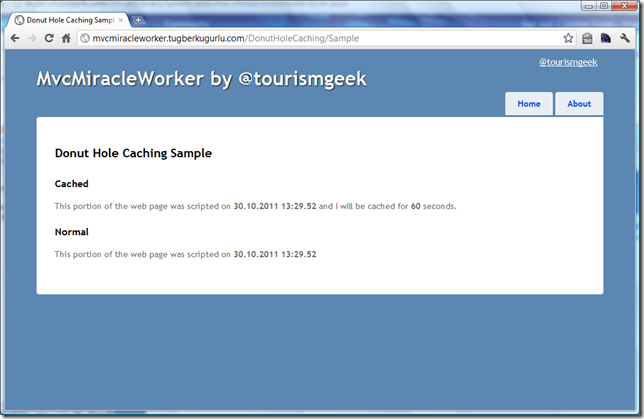 Donut Hole Caching Sampl
mvcmiracleworker.tugberkugurlu.com/DonutHoleCaching/Sample
@tourismgeek
MvcMiracleWorker by @tourismgeek
Home
About
Donut Hole Caching Sample
Cached
This portion of the web page was scripted on 30.10.2011 13:29.52 and I will be cached for 60 seconds.
Normal
This portion of the web page was scripted on 30.10.2011 13:29.52